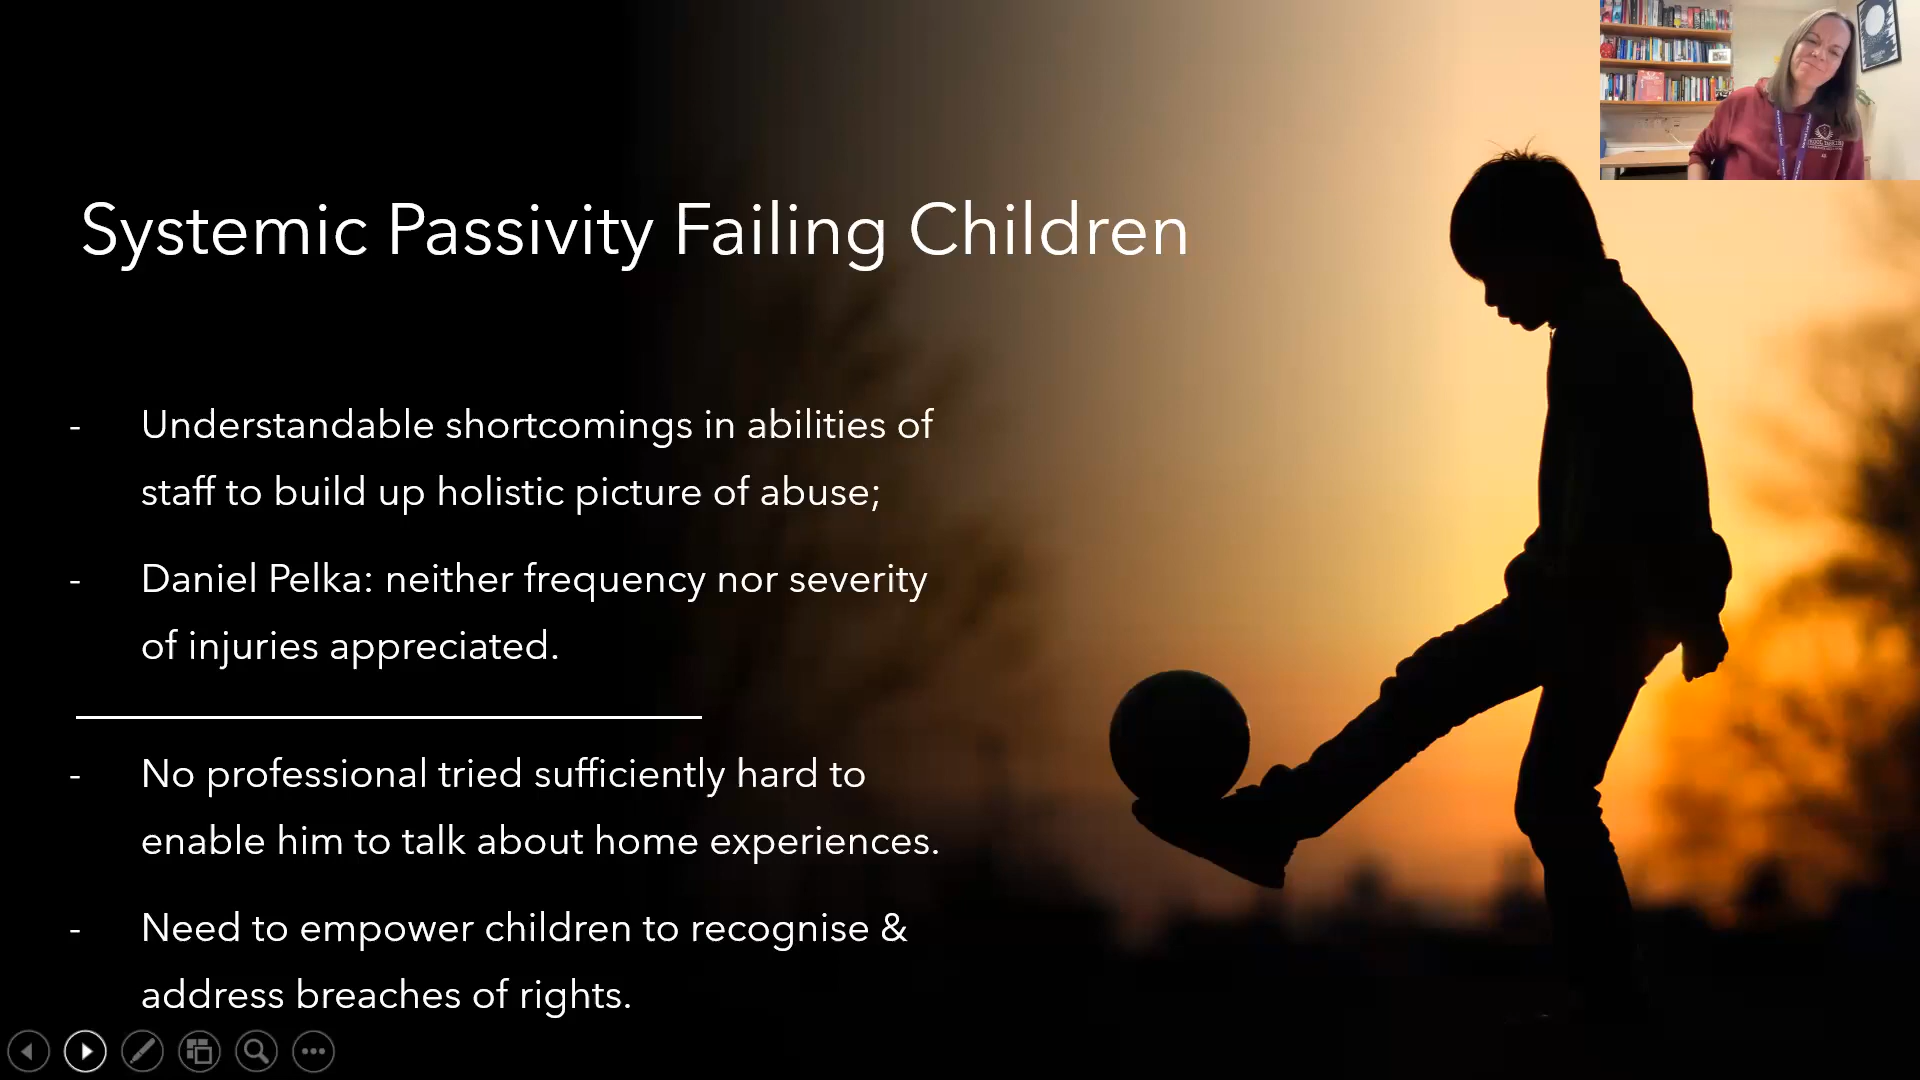 Systemic Passivity Failing Children
- Understandable shortcomings in abilities of
staff to build up holistic picture of abuse;
- Daniel Pelka: neither frequency nor severity
of injuries appreciated.
- No professional tried sufficiently hard to
enable him to talk about home experiences.
- Need to empower children to recognise &
address breaches of rights.